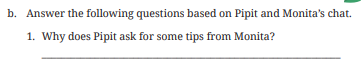 b. Answer the following questions based on Pipit and Monita's chat.
1. Why does Pipit ask for some tips from Monita?